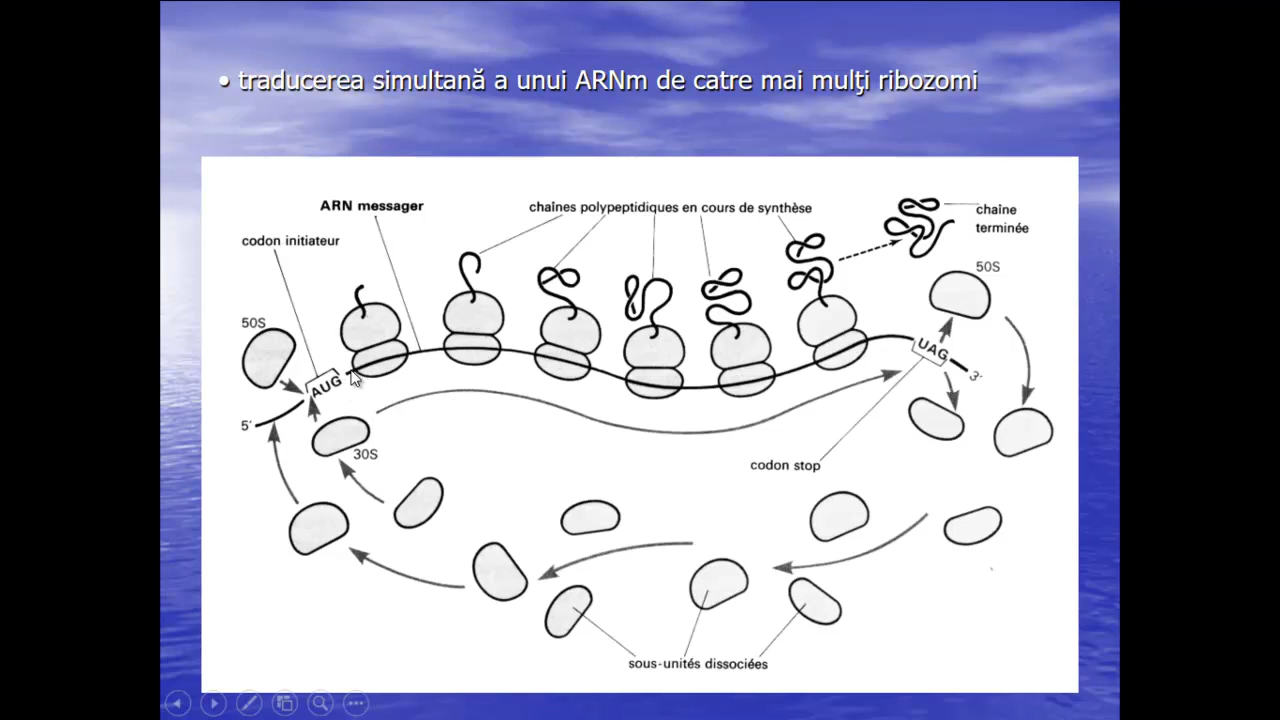 • traducerea simultană a unui ARNm de catre mai mulţi ribozomi
ARN messager
chaînes polypeptidiques en cours de synthèse
chaîne
terminée
codon initiateur
50S
50S
AUG
UAG
3'
5'
30S
codon stop
sous-unités dissociées